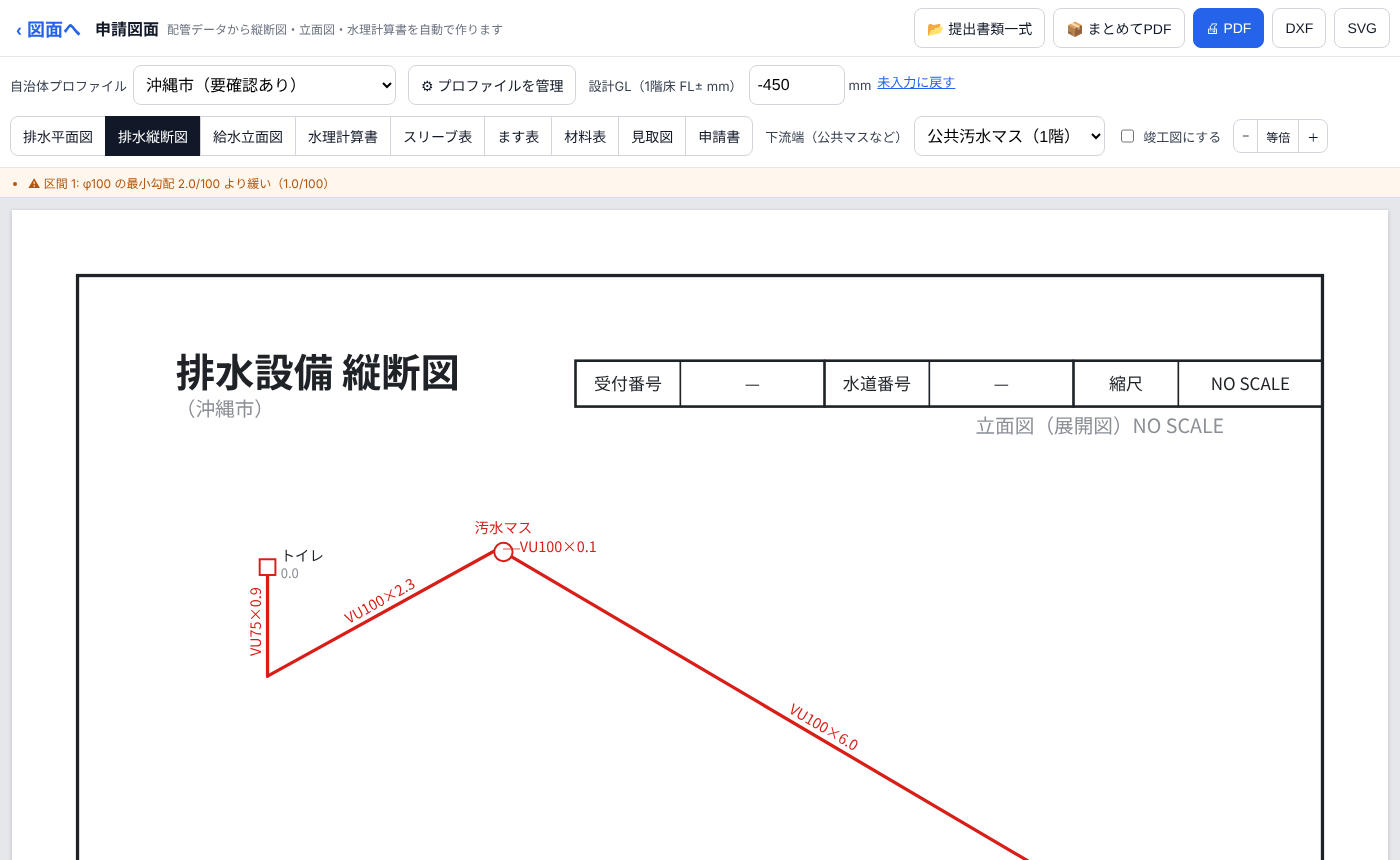 ‹ 図面へ 申請図面 配管データから縦断図・立面図・水理計算書を自動で作ります 📂 提出書類一式 📦 まとめてPDF 🖨 PDF DXF SVG
自治体プロファイル 沖縄市（要確認あり） ⚙ プロファイルを管理 設計GL（1階床 FL± mm） -450 mm 未入力に戻す
排水平面図 排水縦断図 給水立面図 水理計算書 スリーブ表 ます表 材料表 見取図 申請書 下流端（公共マスなど） 公共汚水マス（1階） 竣工図にする − 等倍 ＋
• ⚠ 区間 1: φ100 の最小勾配 2.0/100 より緩い（1.0/100）
排水設備 縦断図
（沖縄市）
受付番号 — 水道番号 — 縮尺 NO SCALE
立面図（展開図）NO SCALE
汚水マス
VU100×0.1
トイレ
0.0
VU75×0.9
VU100×2.3
VU100×6.0